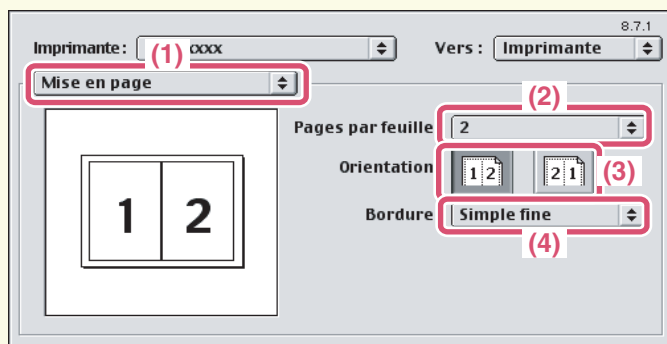 8.7.1
Imprimante : (1) xxxx Vers : Imprimante
Mise en page
(2)
Pages par feuille 2
Orientation 1 2 2 1 (3)
Bordure Simple fine
(4)
1 2